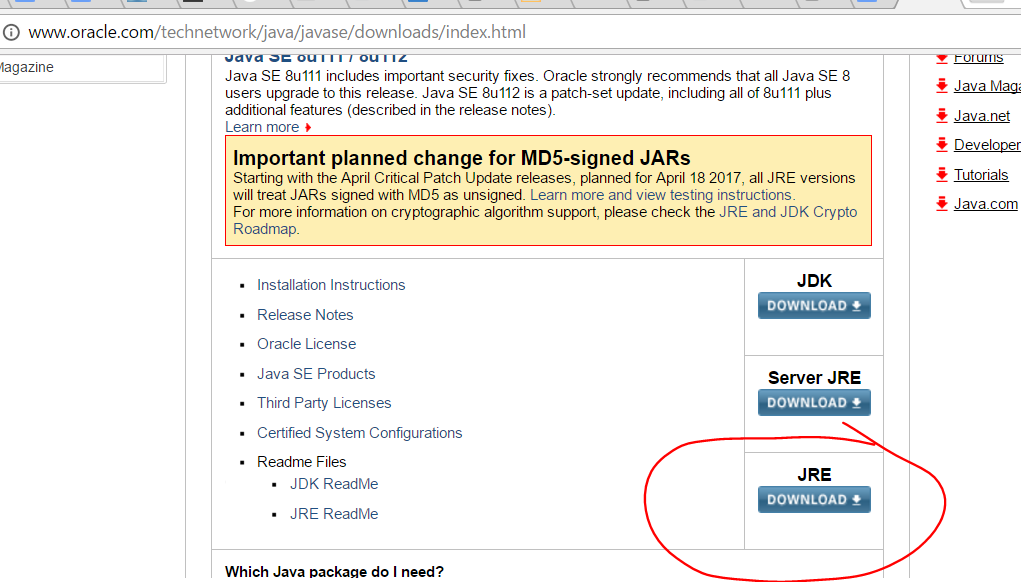 www.oracle.com/technetwork/java/javase/downloads/index.html
Magazine
Java SE 8u111 / 8u112
Java SE 8u111 includes important security fixes. Oracle strongly recommends that all Java SE 8
users upgrade to this release. Java SE 8u112 is a patch-set update, including all of 8u111 plus
additional features (described in the release notes).
Learn more
Important planned change for MD5-signed JARs
Starting with the April Critical Patch Update releases, planned for April 18 2017, all JRE versions
will treat JARs signed with MD5 as unsigned. Learn more and view testing instructions.
For more information on cryptographic algorithm support, please check the JRE and JDK Crypto
Roadmap.
Installation Instructions
Release Notes
Oracle License
Java SE Products
Third Party Licenses
Certified System Configurations
Readme Files
JDK ReadMe
JRE ReadMe
JDK
DOWNLOAD
Server JRE
DOWNLOAD
JRE
DOWNLOAD
Which Java package do I need?
Forums
Java Maga
Java.net
Developer
Tutorials
Java.com